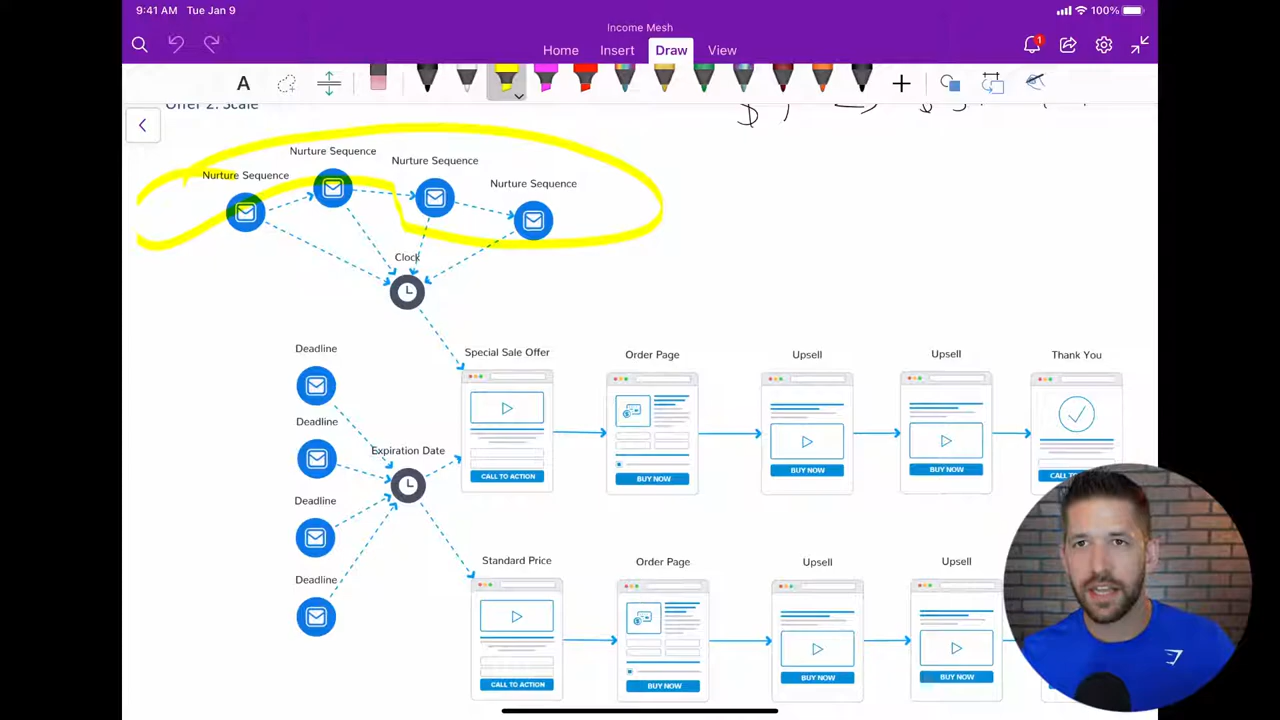 9:41 AM Tue Jan 9
100%
Income Mesh
Home Insert Draw View
1
A
Offer 2: Scale
$
Nurture Sequence
Nurture Sequence
Nurture Sequence
Nurture Sequence
Clock
Deadline
Special Sale Offer
Order Page
Upsell
Upsell
Thank You
Deadline
Expiration Date
CALL TO ACTION
BUY NOW
BUY NOW
BUY NOW
Deadline
Standard Price
Order Page
Upsell
Upsell
Deadline
CALL TO ACTION
BUY NOW
BUY NOW
BUY NOW